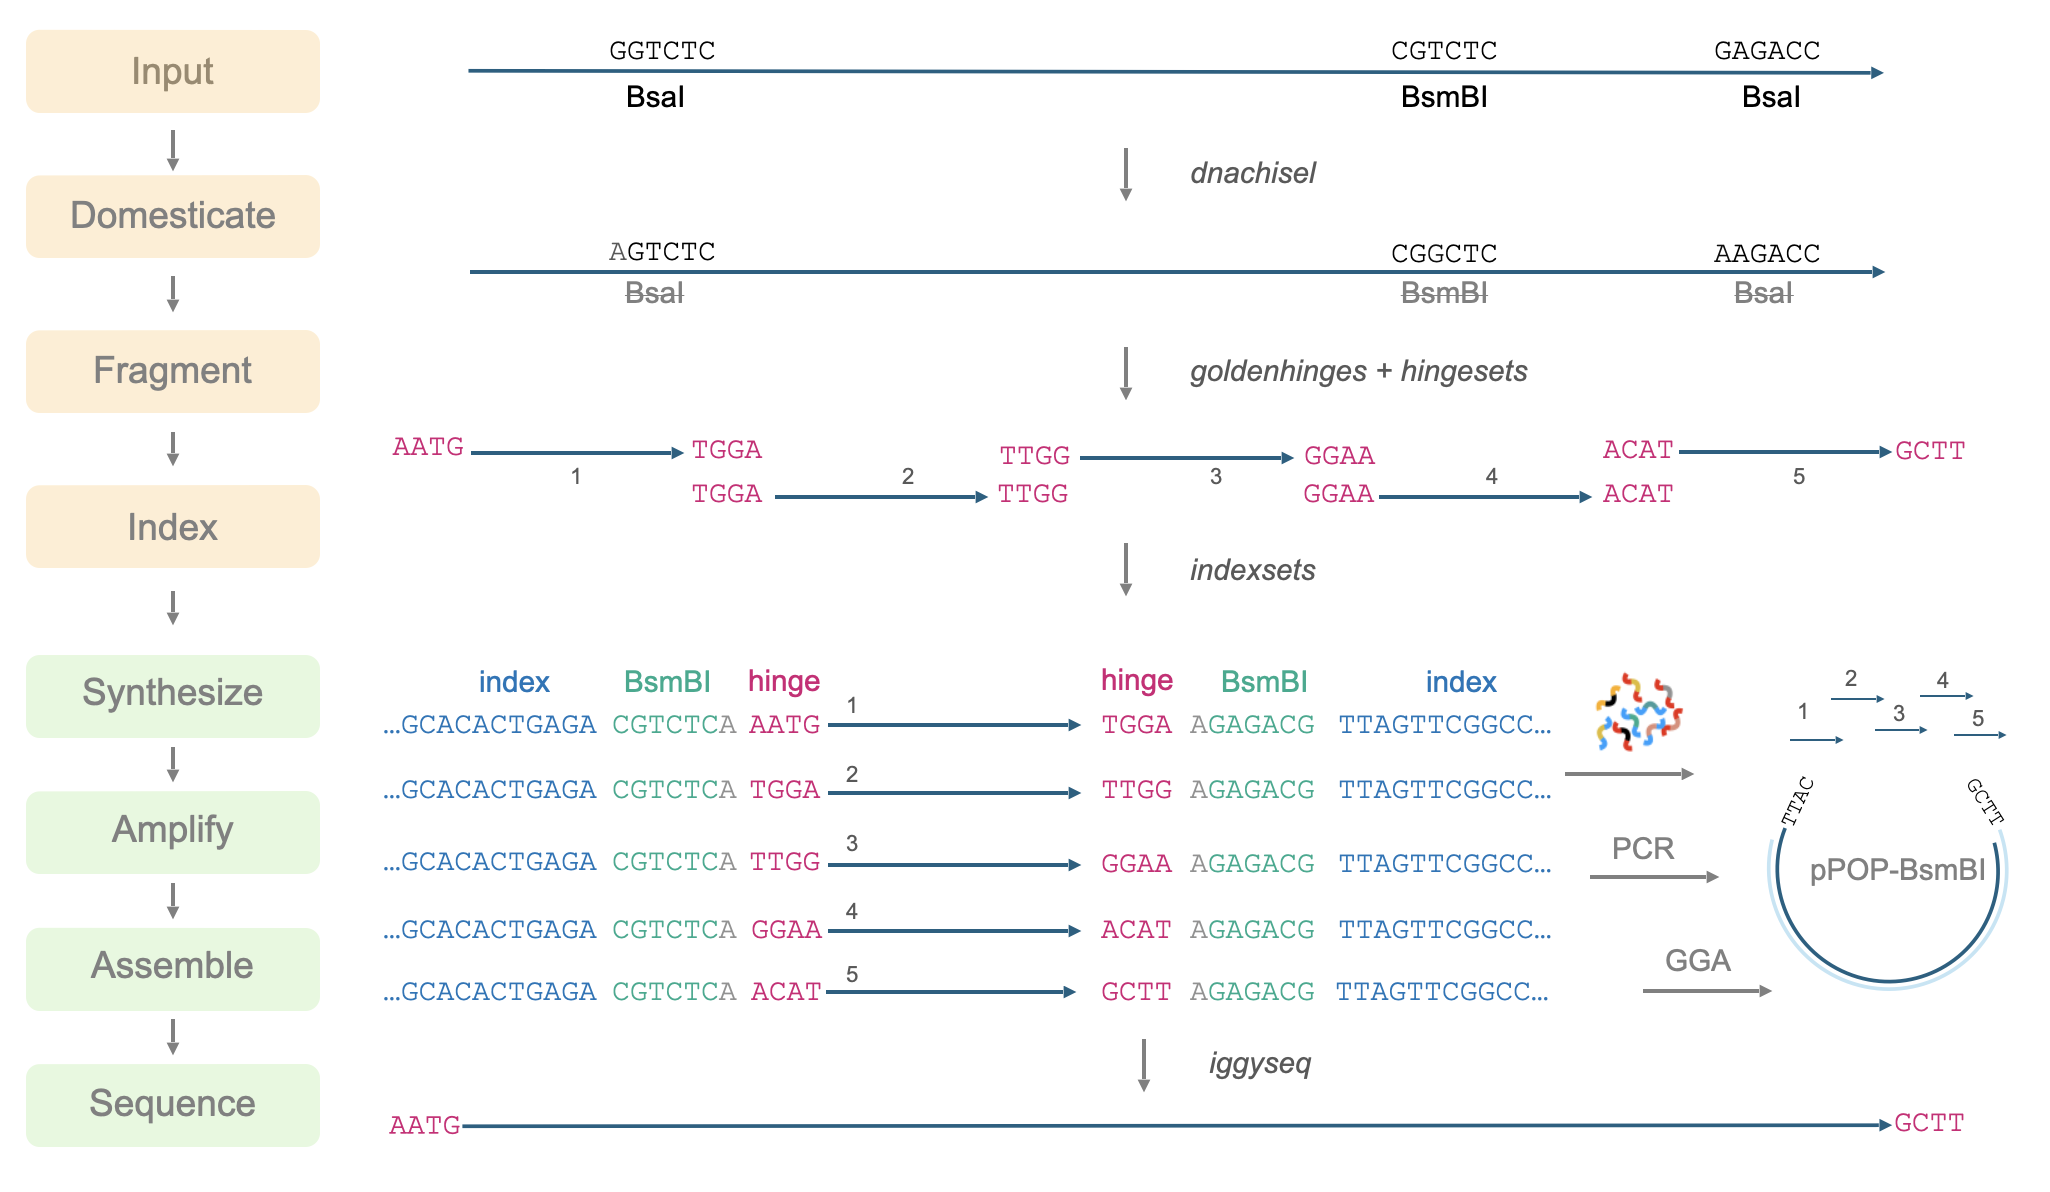 Input
Domesticate
Fragment
Index
Synthesize
Amplify
Assemble
Sequence
GGTCTC CGTCTC GAGACC
BsaI BsmBI BsaI
dnachisel
AGTCTC CGGCTC AAGACC
BsaI BsmBI BsaI
goldenhinges + hingesets
AATG TGGA TTGG GGAA ACAT GCTT
1 2 3 4 5
TGGA TTGG GGAA ACAT
indexsets
index BsmBI hinge hinge BsmBI index
...GCACACTGAGA CGTCTCA AATG 1 TGGA AGAGACG TTAGTTCGGCC...
...GCACACTGAGA CGTCTCA TGGA 2 TTGG AGAGACG TTAGTTCGGCC...
...GCACACTGAGA CGTCTCA TTGG 3 GGAA AGAGACG TTAGTTCGGCC...
...GCACACTGAGA CGTCTCA GGAA 4 ACAT AGAGACG TTAGTTCGGCC...
...GCACACTGAGA CGTCTCA ACAT 5 GCTT AGAGACG TTAGTTCGGCC...
2 4
1 3 5
TTAC GCTT
PCR
pPOP-BsmBI
GGA
iggyseq
AATG GCTT